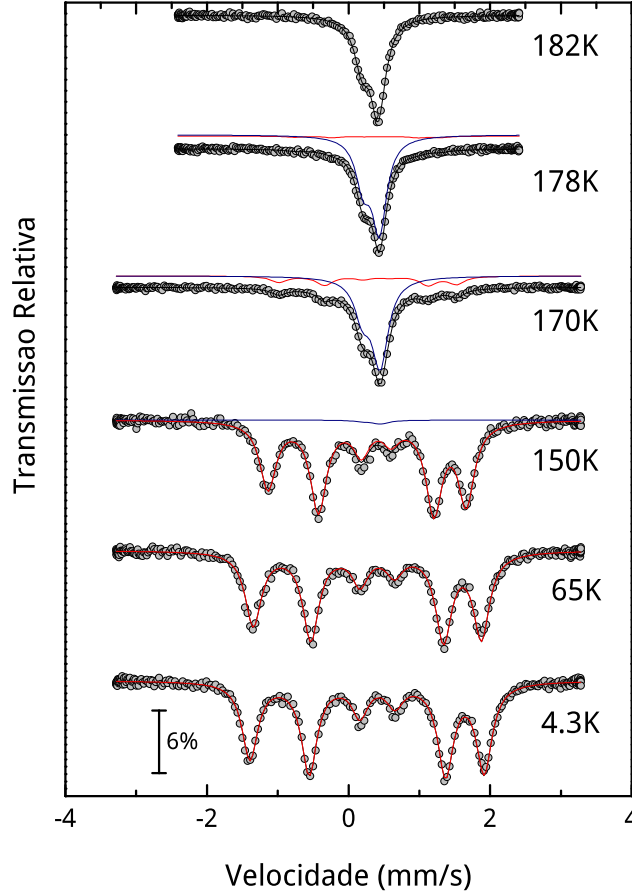 182K
178K
170K
150K
65K
4.3K
6%
Transmissao Relativa
-4 -2 0 2 4
Velocidade (mm/s)